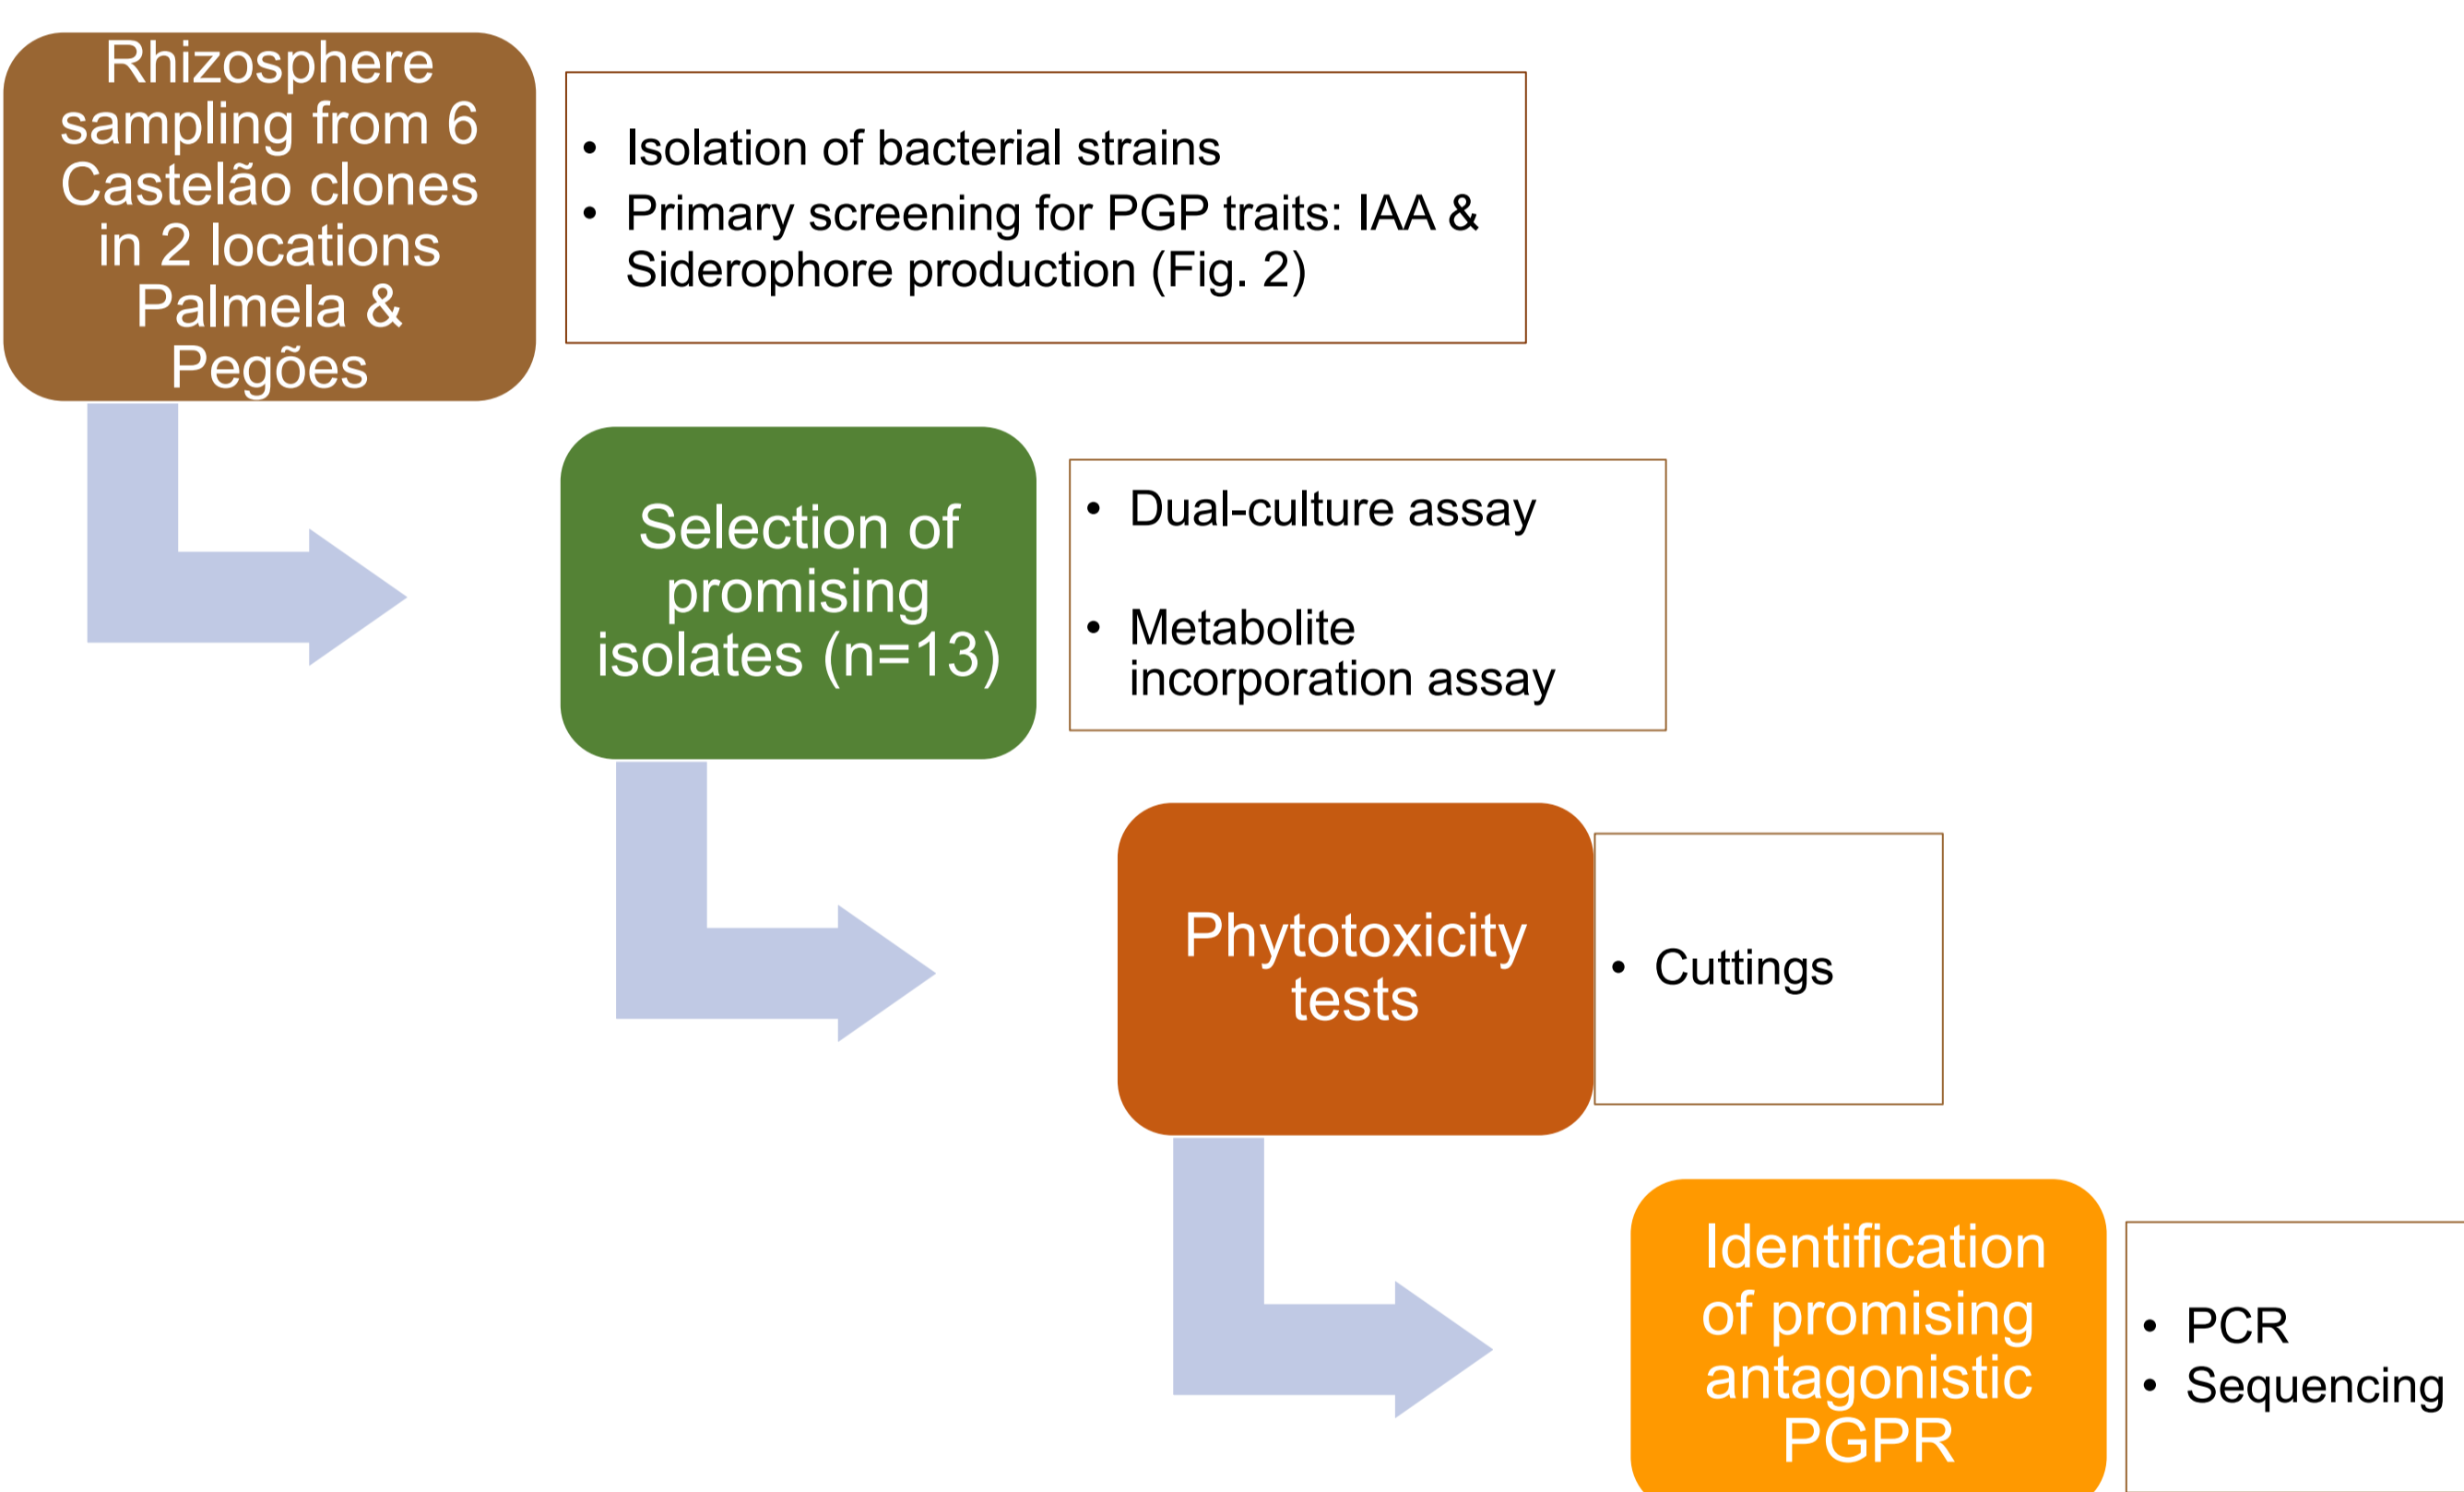 Rhizosphere
sampling from 6
Castelão clones
in 2 locations
Palmela &
Pegões
• Isolation of bacterial strains
• Primary screening for PGP traits: IAA &
Siderophore production (Fig. 2)
Selection of
promising
isolates (n=13)
• Dual-culture assay
• Metabolite
incorporation assay
Phytotoxicity
tests
• Cuttings
Identification
of promising
antagonistic
PGPR
• PCR
• Sequencing